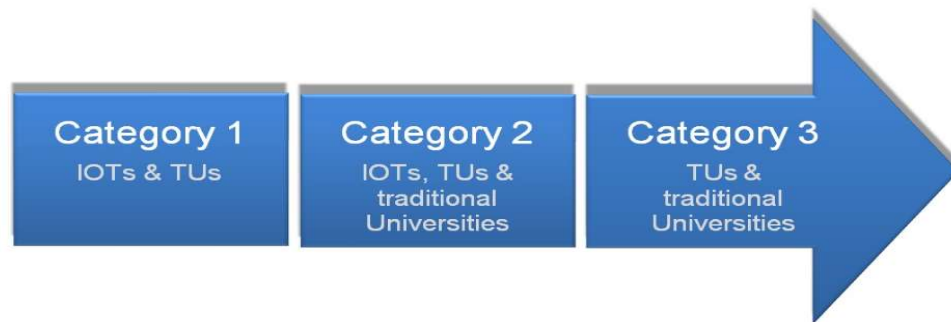 Category 1
IOTs & TUs
Category 2
IOTs, TUs &
traditional
Universities
Category 3
TUs &
traditional
Universities